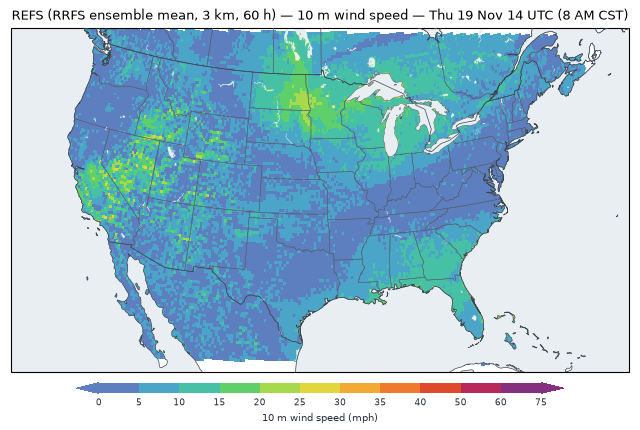 REFS (RRFS ensemble mean, 3 km, 60 h) — 10 m wind speed — Thu 19 Nov 14 UTC (8 AM CST)
0 5 10 15 20 25 30 35 40 50 60 75
10 m wind speed (mph)